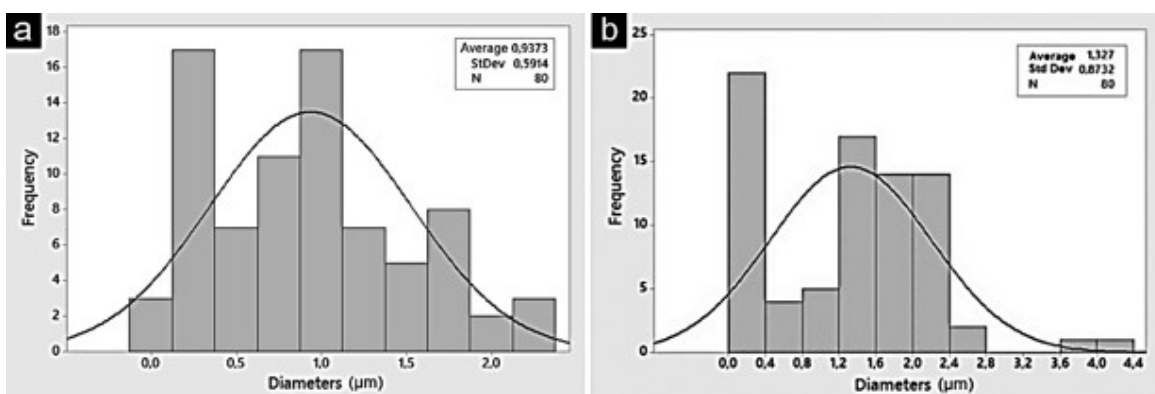 a
18
16
14
12
10
8
6
4
2
0
Frequency
Average 0,9373
StDev 0,5914
N 80
0,0 0,5 1,0 1,5 2,0
Diameters (µm)
b
25
20
15
10
5
0
Frequency
Average 1,327
Std Dev 0,8732
N 80
0,0 0,4 0,8 1,2 1,6 2,0 2,4 2,8 3,2 3,6 4,0 4,4
Diameters (µm)